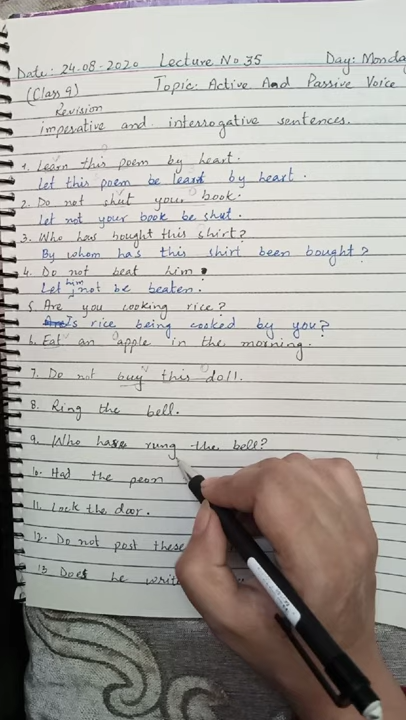 Date: 24-08-2020 Lecture No 35 Day: Monda
(Class 9) Topic: Active And Passive Voice
Revision
imperative and interrogative sentences.
1. Learn this poem by heart.
Let this poem be learnt by heart.
2. Do not shut your book.
Let not your book be shut.
3. Who has bought this shirt?
By whom has this shirt been bought?
4. Do not beat him.
Let him not be beaten.
5. Are you cooking rice?
Is rice being cooked by you?
6. Eat an apple in the morning.
7. Do not buy this doll.
8. Ring the bell.
9. Who has rung the bell?
10. Had the peon
11. Lock the door.
12. Do not post these
13 Does he write